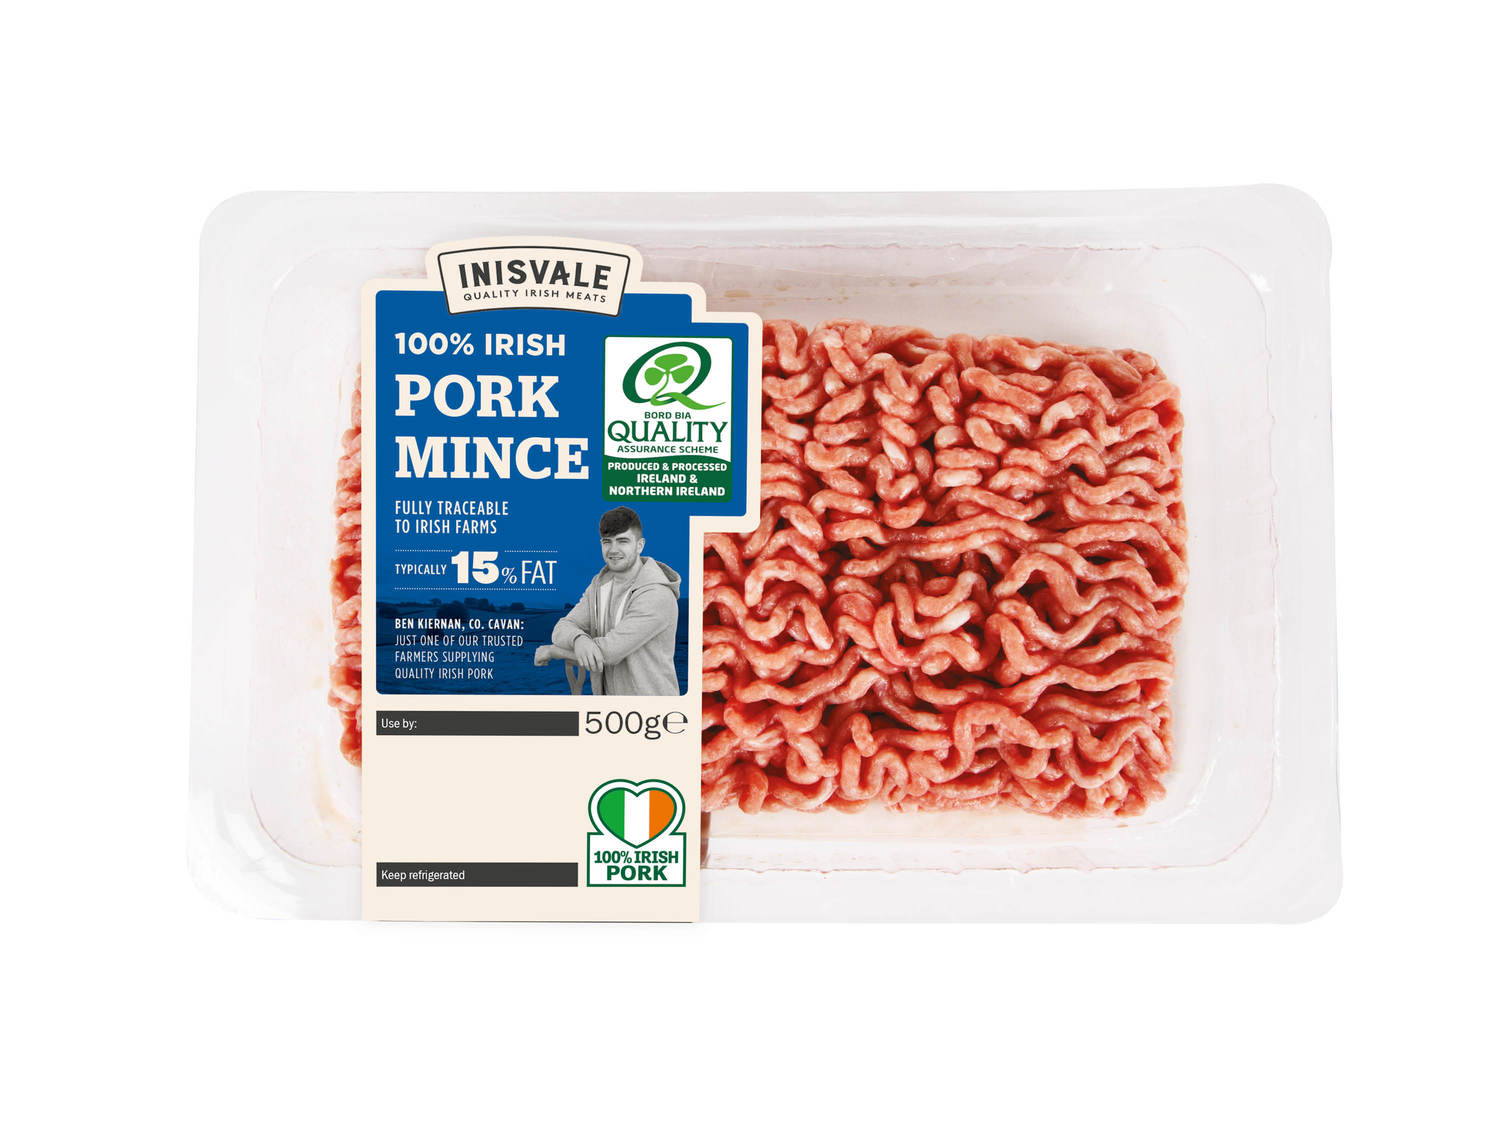 INISVALE
QUALITY IRISH MEATS
100% IRISH
PORK
MINCE
FULLY TRACEABLE
TO IRISH FARMS
TYPICALLY 15% FAT
BEN KIERNAN, CO. CAVAN:
JUST ONE OF OUR TRUSTED
FARMERS SUPPLYING
QUALITY IRISH PORK
BORD BIA
QUALITY
ASSURANCE SCHEME
PRODUCED & PROCESSED
IRELAND &
NORTHERN IRELAND
Use by:
500g℮
100% IRISH
PORK
Keep refrigerated